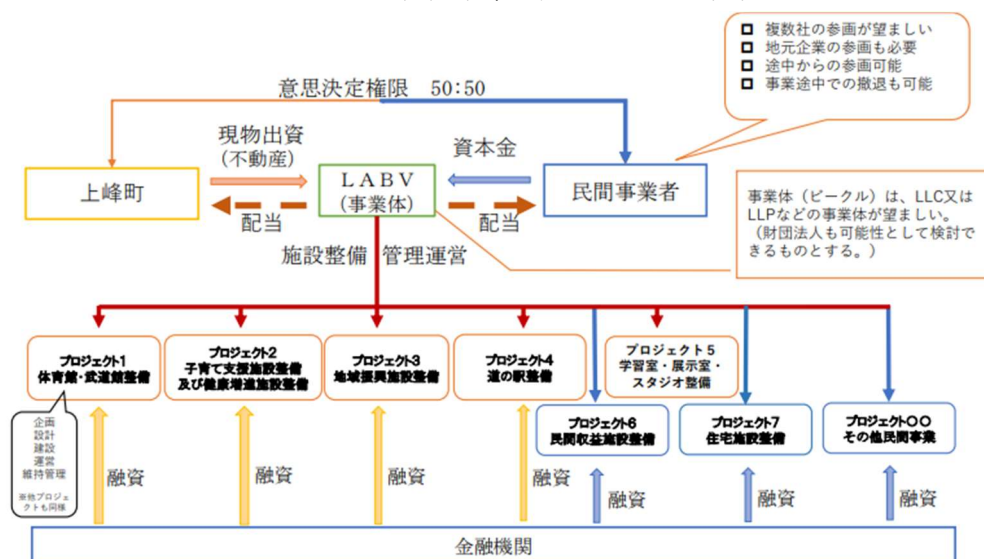 複数社の参画が望ましい
地元企業の参画も必要
途中からの参画可能
事業途中での撤退も可能
意思決定権限 50:50
現物出資
(不動産)
資本金
上峰町
LABV
(事業体)
民間事業者
配当
配当
事業体（ビークル）は、LLC又は
LLPなどの事業体が望ましい。
（財団法人も可能性として検討で
きるものとする。）
施設整備 管理運営
プロジェクト1
体育館・武道館整備
プロジェクト2
子育て支援施設整備
及び健康増進施設整備
プロジェクト3
地域振興施設整備
プロジェクト4
道の駅整備
プロジェクト5
学習室・展示室・
スタジオ整備
プロジェクト6
民間収益施設整備
プロジェクト7
住宅施設整備
プロジェクト〇〇
その他民間事業
企画
設計
建設
運営
維持管理
※他プロジェ
クトも同様
融資
融資
融資
融資
融資
融資
融資
金融機関